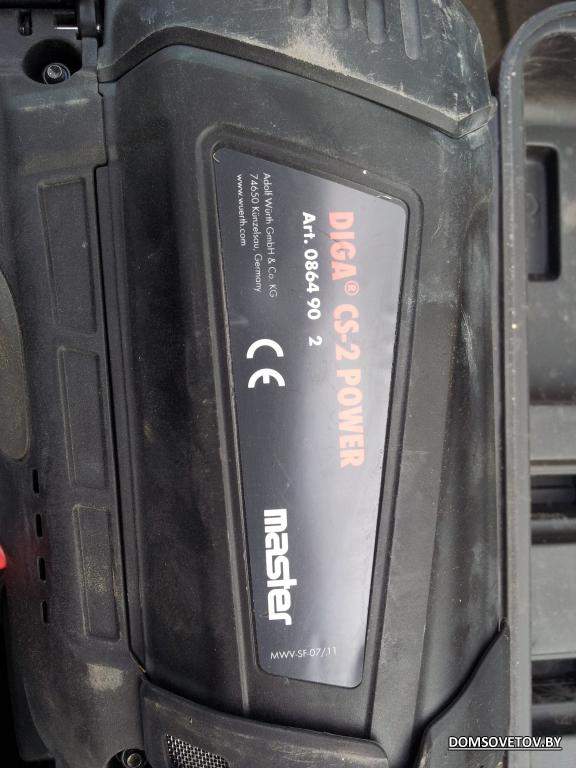 DIGA® CS-2 POWER
Art. 0864 90 2
Adolf Würth GmbH & Co. KG
74650 Künzelsau, Germany
www.wuerth.com
CE
master
MWV-SF-07/.11
DOMSOVETOV.BY